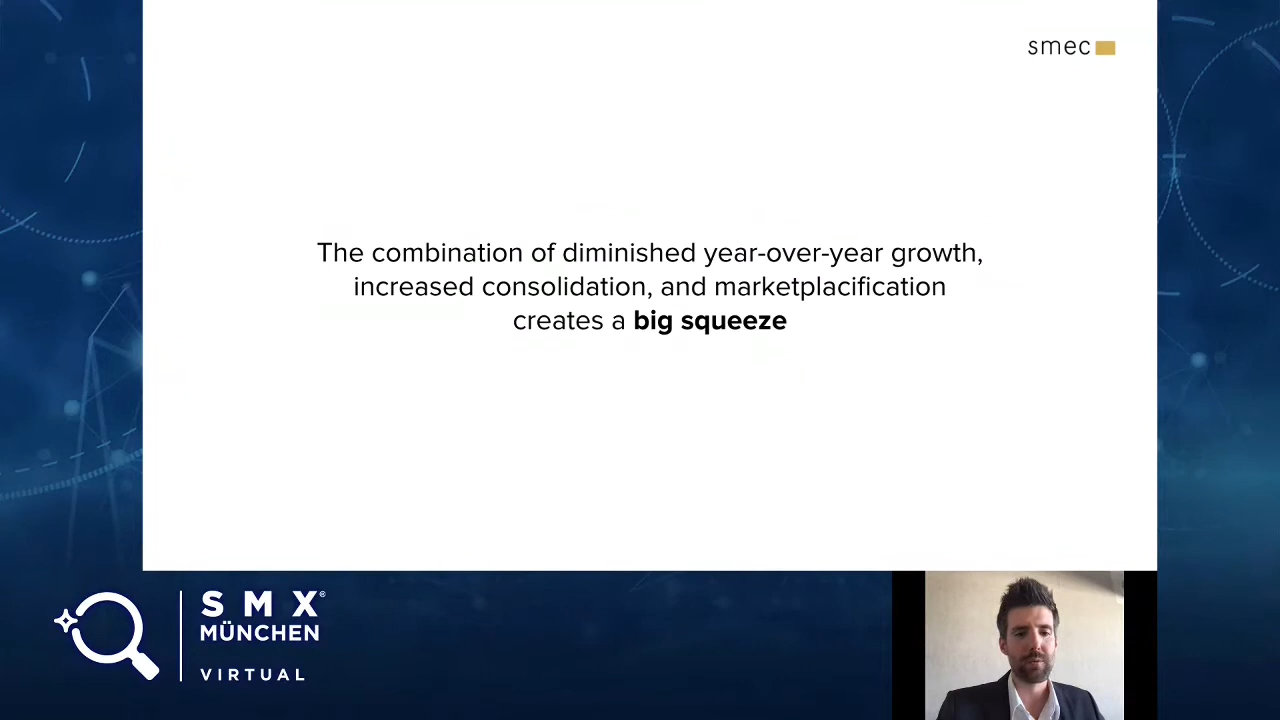 smec
The combination of diminished year-over-year growth,
increased consolidation, and marketplacification
creates a big squeeze
SMX®
MÜNCHEN
VIRTUAL